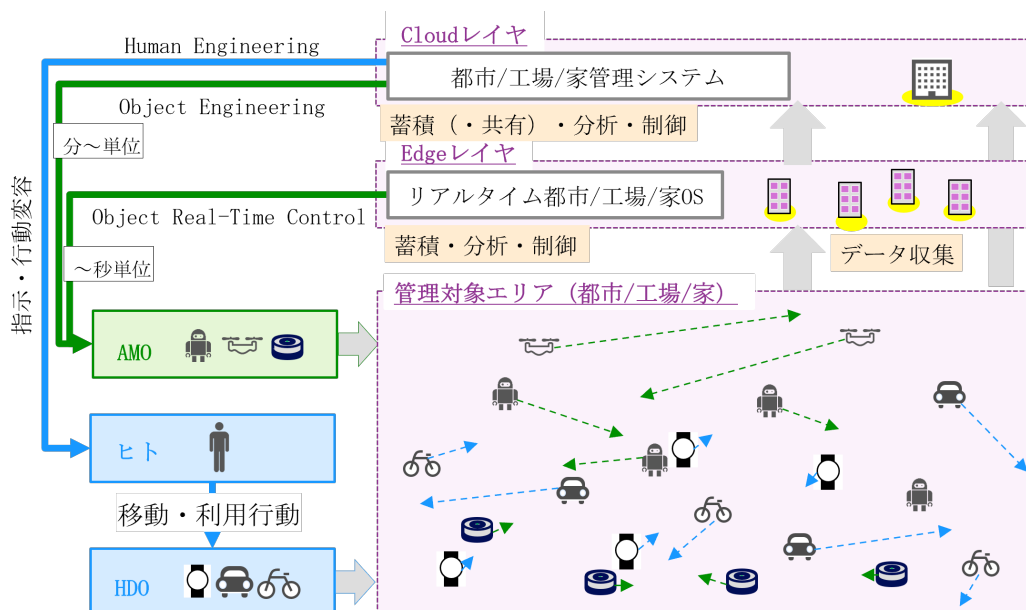 Human Engineering
Cloudレイヤ
都市/工場/家管理システム
Object Engineering
蓄積（・共有）・分析・制御
分～単位
Edgeレイヤ
リアルタイム都市/工場/家OS
Object Real-Time Control
蓄積・分析・制御
データ収集
～秒単位
指示・行動変容
管理対象エリア（都市/工場/家）
AMO
ヒト
移動・利用行動
HDO